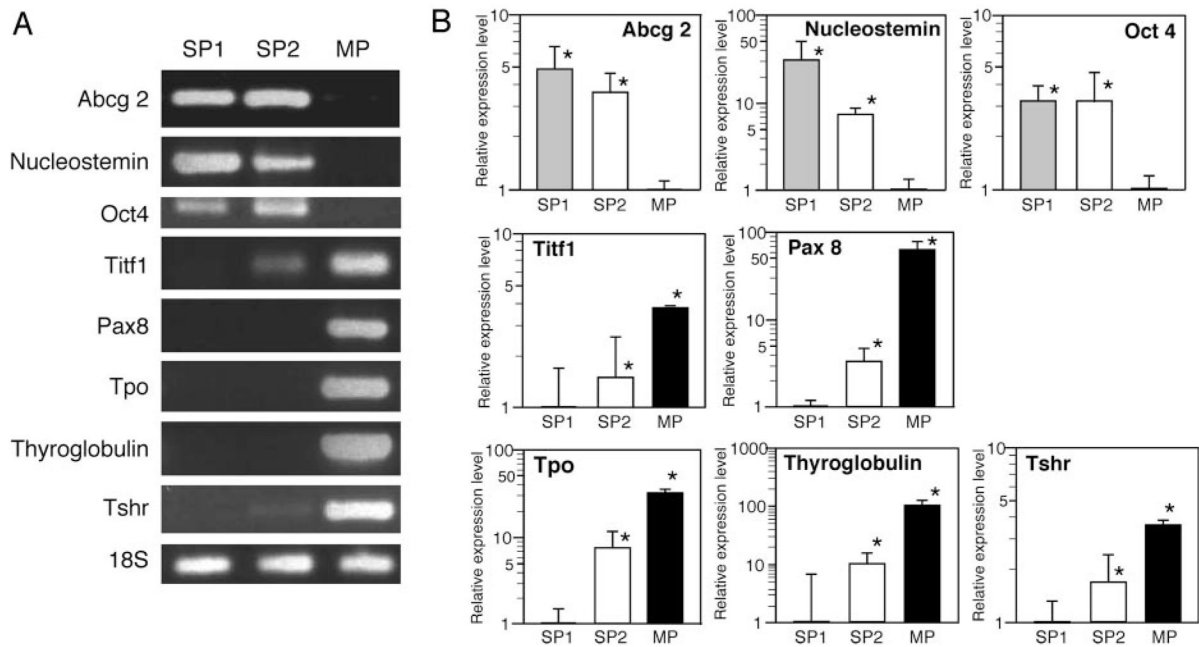 A
SP1 SP2 MP
Abcg 2
Nucleostemin
Oct4
Titf1
Pax8
Tpo
Thyroglobulin
Tshr
18S
B
Relative expression level
10
5
1
Abcg 2
*
*
SP1 SP2 MP
Relative expression level
100
50
10
5
1
Nucleostemin
*
*
SP1 SP2 MP
Relative expression level
10
5
1
Oct 4
*
*
SP1 SP2 MP
Relative expression level
10
5
1
Titf1
*
*
SP1 SP2 MP
Relative expression level
100
50
10
5
1
Pax 8
*
*
SP1 SP2 MP
Relative expression level
100
50
10
5
1
Tpo
*
*
SP1 SP2 MP
Relative expression level
1000
100
10
1
Thyroglobulin
*
*
SP1 SP2 MP
Relative expression level
10
5
1
Tshr
*
*
SP1 SP2 MP